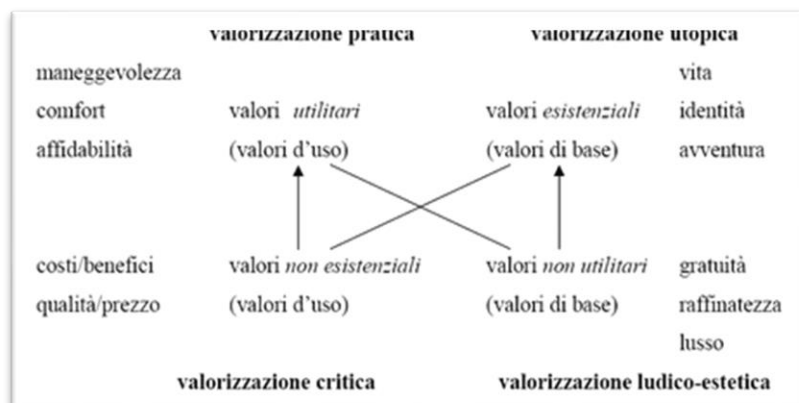 valorizzazione pratica valorizzazione utopica
maneggevolezza vita
comfort valori utilitari valori esistenziali identità
affidabilità (valori d'uso) (valori di base) avventura
costi/benefici valori non esistenziali valori non utilitari gratuità
qualità/prezzo (valori d'uso) (valori di base) raffinatezza
lusso
valorizzazione critica valorizzazione ludico-estetica